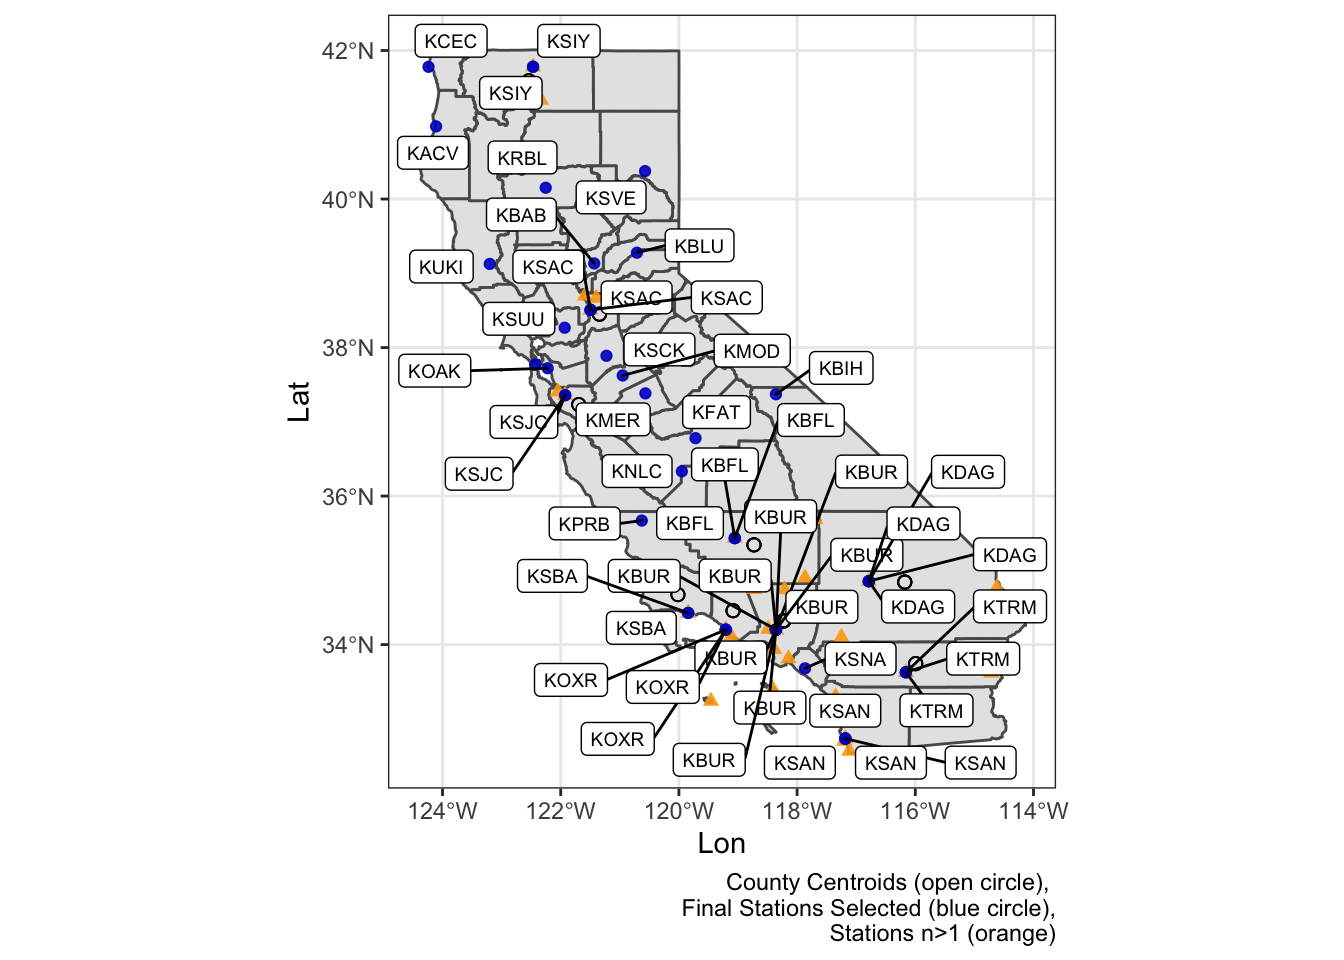 KCEC
KSIY
42°N
KSIY
KACV
KRBL
40°N
KSVE
KBAB
KBLU
KUKI
KSAC
KSAC
KSAC
KSUU
38°N
KSCK
KMOD
KOAK
KBIH
KSJC
KMER
KFAT
KBFL
KSJC
KNLC
KBFL
KBUR
KDAG
36°N
KPRB
KBFL
KBUR
KDAG
KBUR
KDAG
KSBA
KBUR
KBUR
KBUR
KDAG
KTRM
KSBA
34°N
KBUR
KSNA
KTRM
KOXR
KOXR
KBUR
KSAN
KTRM
KOXR
KBUR
KSAN
KSAN
KSAN
124°W
122°W
120°W
118°W
116°W
114°W
Lat
Lon
County Centroids (open circle),
Final Stations Selected (blue circle),
Stations n>1 (orange)